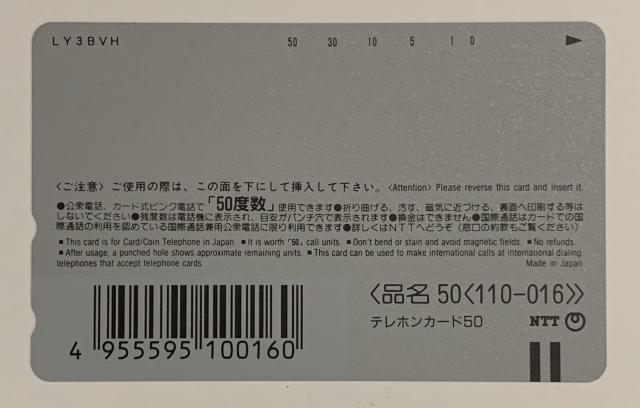 LY3BVH 50 30 10 5 1 0
〈ご注意〉ご使用の際は、この面を下にして挿入して下さい。〈Attention〉Please reverse this card and insert it.
●公衆電話、カード式ピンク電話で「50度数」使用できます●折り曲げる、汚す、磁気に近づける、裏面へ印刷する等は
しないでください●残度数は電話機に表示され、目安がパンチ穴で表示されます●換金はできません●国際通話はカードでの国
際通話の利用を認めている国際通話兼用公衆電話に限り利用できます●詳しくはNTTへどうぞ（窓口の約款もご覧ください）
■This card is for Card/Coin Telephone in Japan. ■It is worth「50」call units. ■Don't bend or stain and avoid magnetic fields. ■No refunds.
■After usage, a punched hole shows approximate remaining units. ■This card can be used to make international calls at international dialing
telephones that accept telephone cards. Made in Japan
〈品名 50〈110-016〉〉
テレホンカード50 NTT
4 955595 100160